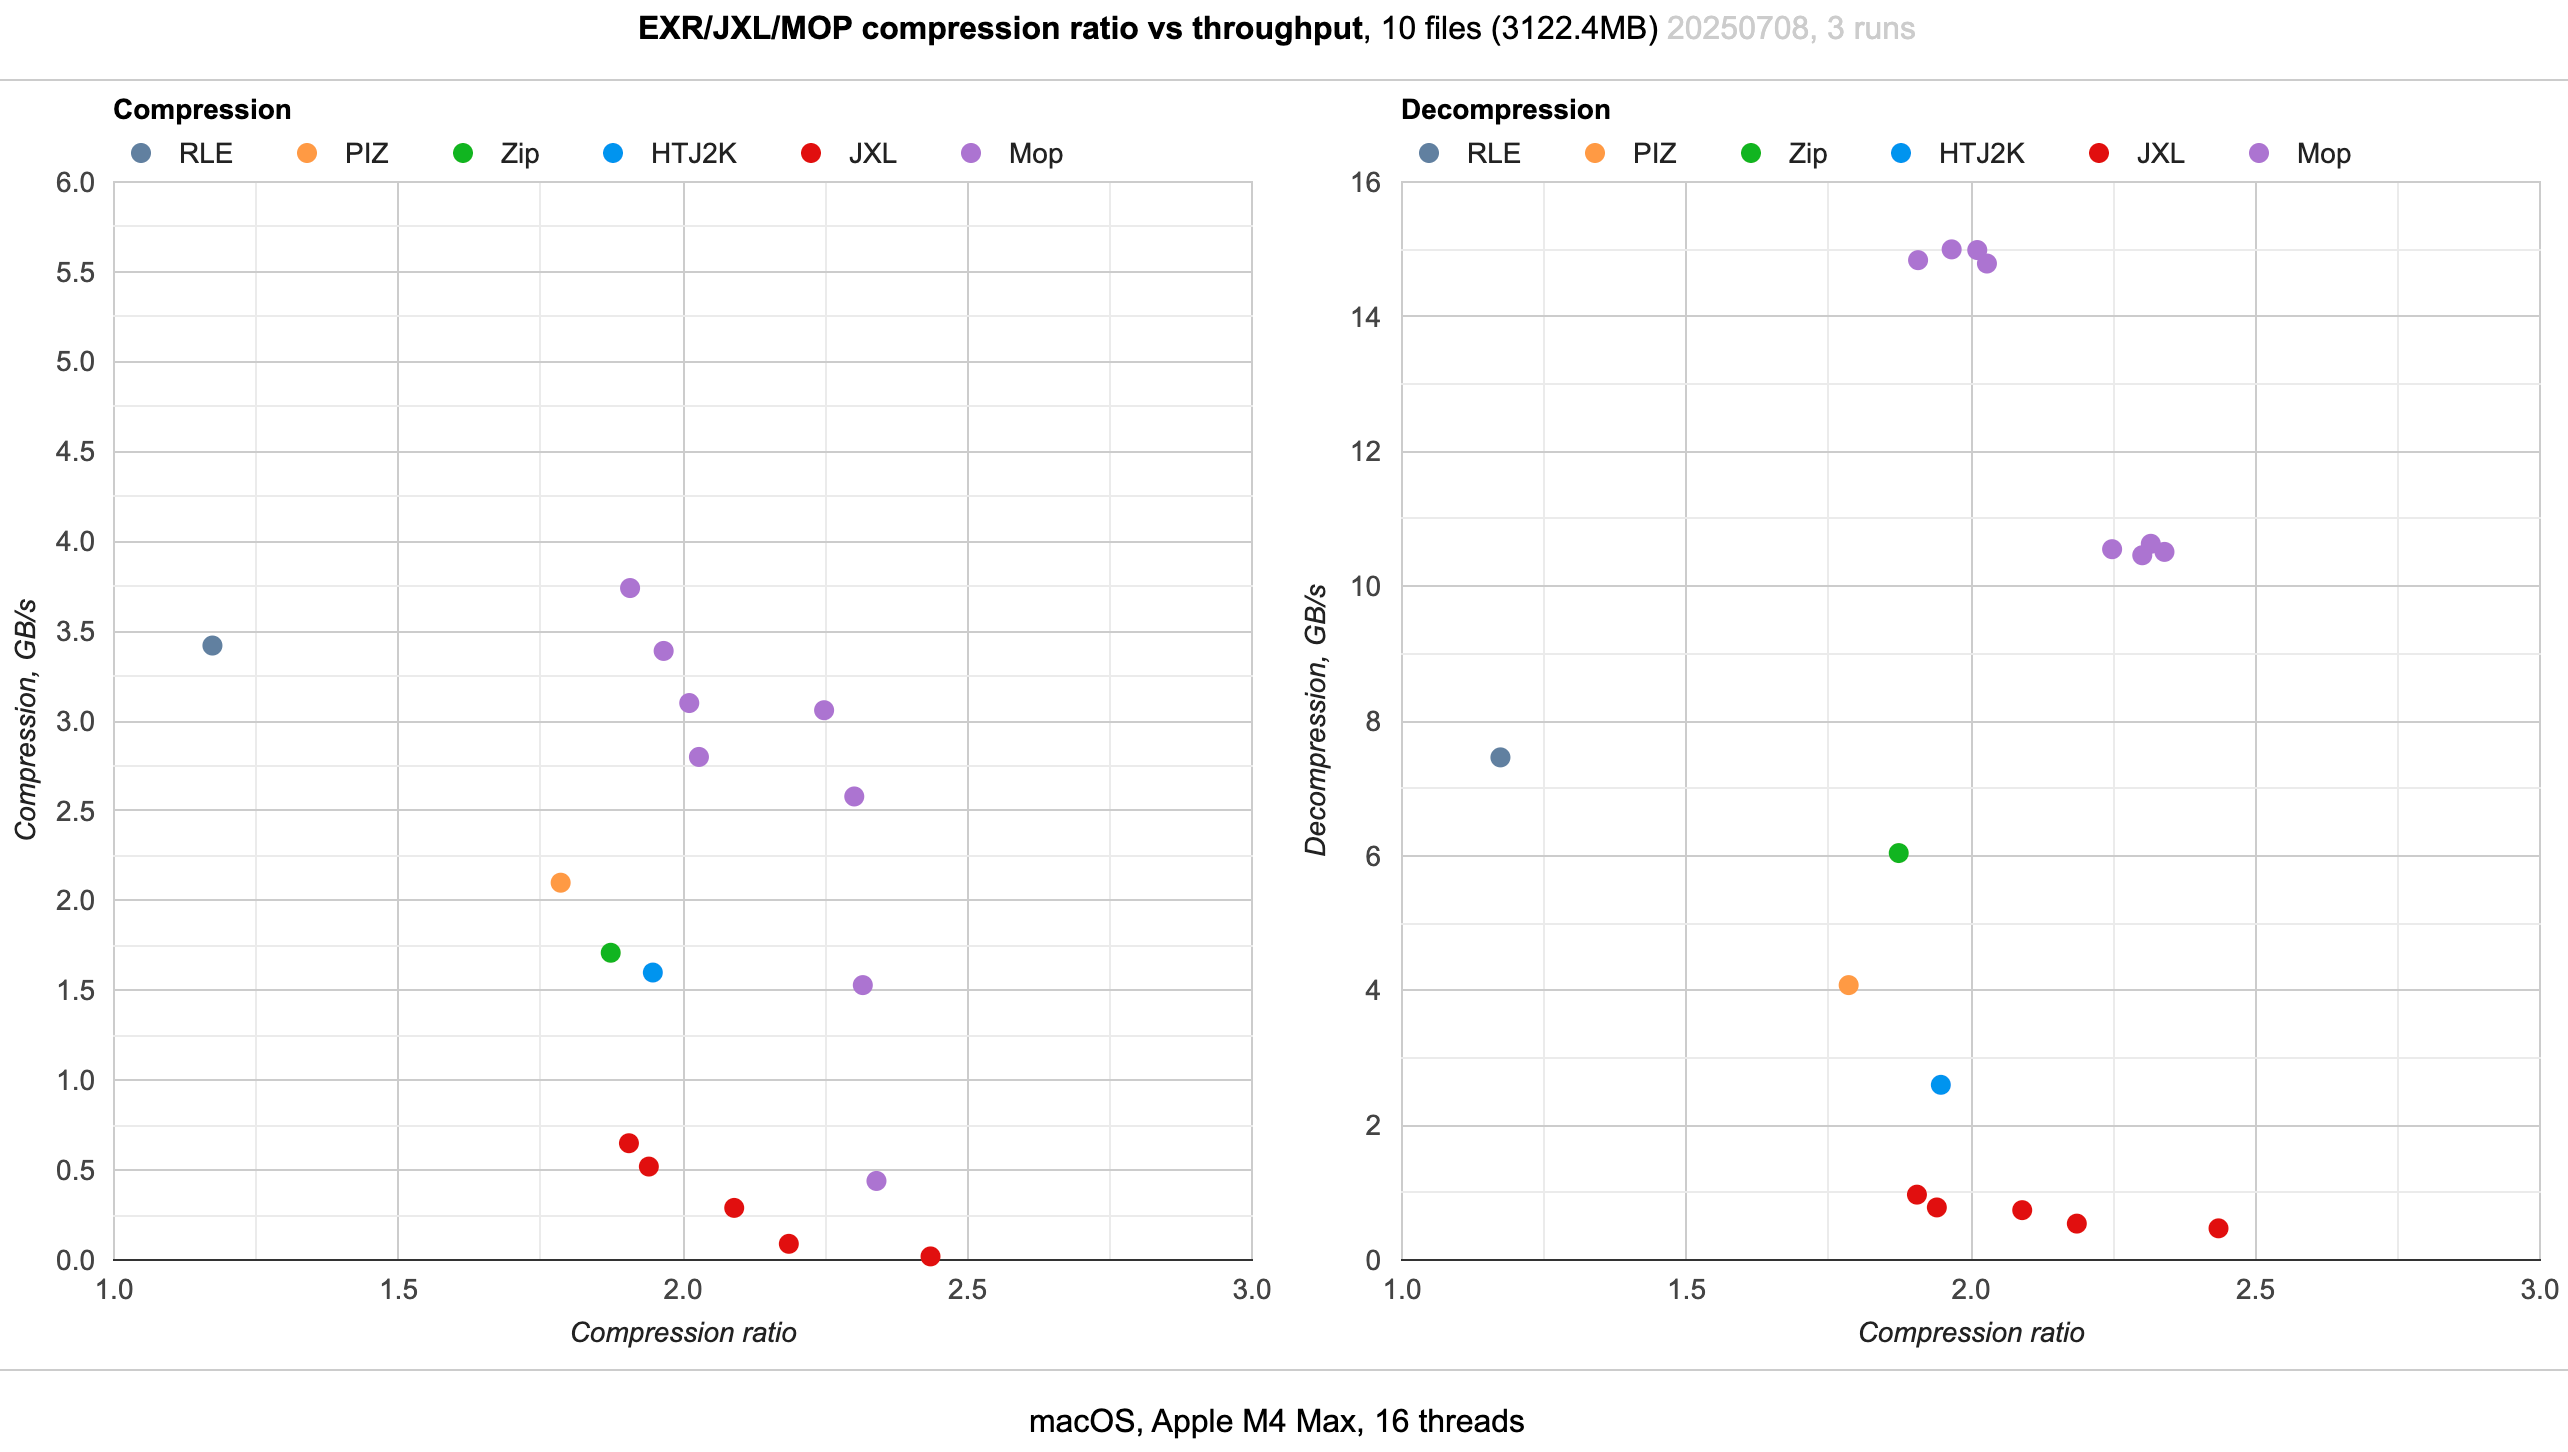 EXR/JXL/MOP compression ratio vs throughput, 10 files (3122.4MB) 20250708, 3 runs
Compression
RLE PIZ Zip HTJ2K JXL Mop
6.0
5.5
5.0
4.5
4.0
3.5
3.0
2.5
2.0
1.5
1.0
0.5
0.0
Compression, GB/s
1.0 1.5 2.0 2.5 3.0
Compression ratio
Decompression
RLE PIZ Zip HTJ2K JXL Mop
16
14
12
10
8
6
4
2
0
Decompression, GB/s
1.0 1.5 2.0 2.5 3.0
Compression ratio
macOS, Apple M4 Max, 16 threads